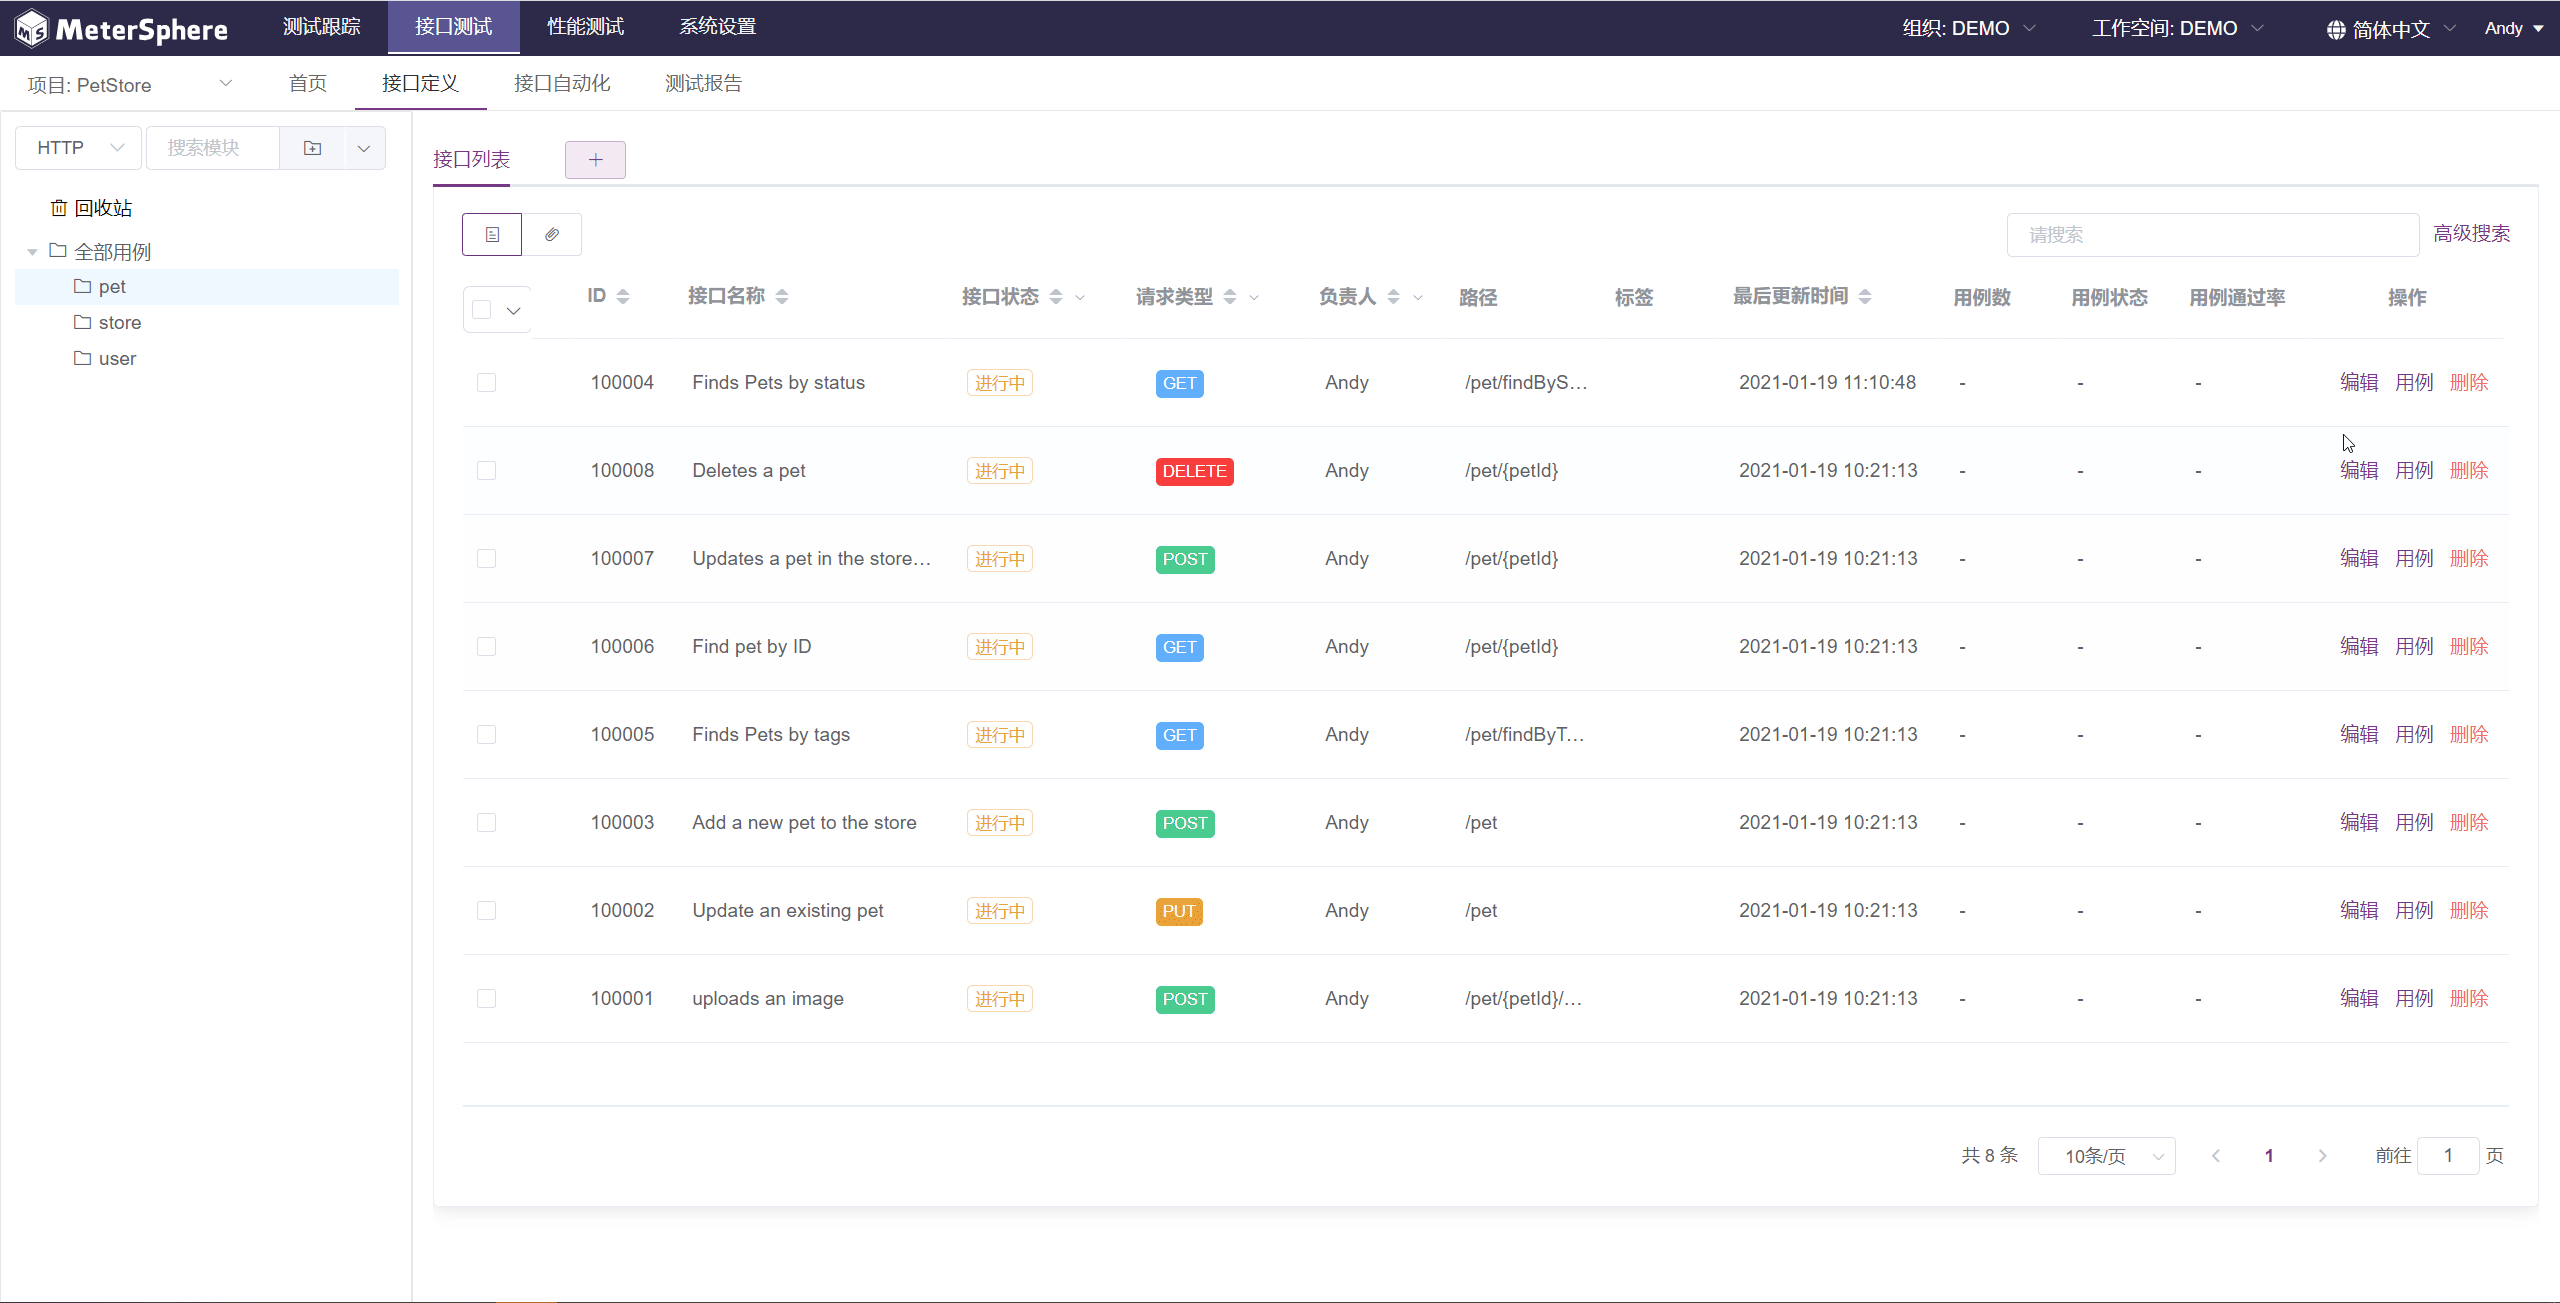 MeterSphere 测试跟踪 接口测试 性能测试 系统设置 组织: DEMO 工作空间: DEMO 简体中文 Andy
项目: PetStore 首页 接口定义 接口自动化 测试报告
HTTP 搜索模块
回收站
全部用例
pet
store
user
接口列表 +
请搜索 高级搜索
ID 接口名称 接口状态 请求类型 负责人 路径 标签 最后更新时间 用例数 用例状态 用例通过率 操作
100004 Finds Pets by status 进行中 GET Andy /pet/findByS... 2021-01-19 11:10:48 - - - 编辑 用例 删除
100008 Deletes a pet 进行中 DELETE Andy /pet/{petId} 2021-01-19 10:21:13 - - - 编辑 用例 删除
100007 Updates a pet in the store... 进行中 POST Andy /pet/{petId} 2021-01-19 10:21:13 - - - 编辑 用例 删除
100006 Find pet by ID 进行中 GET Andy /pet/{petId} 2021-01-19 10:21:13 - - - 编辑 用例 删除
100005 Finds Pets by tags 进行中 GET Andy /pet/findByT... 2021-01-19 10:21:13 - - - 编辑 用例 删除
100003 Add a new pet to the store 进行中 POST Andy /pet 2021-01-19 10:21:13 - - - 编辑 用例 删除
100002 Update an existing pet 进行中 PUT Andy /pet 2021-01-19 10:21:13 - - - 编辑 用例 删除
100001 uploads an image 进行中 POST Andy /pet/{petId}/... 2021-01-19 10:21:13 - - - 编辑 用例 删除
共 8 条 10条/页 1 前往 1 页